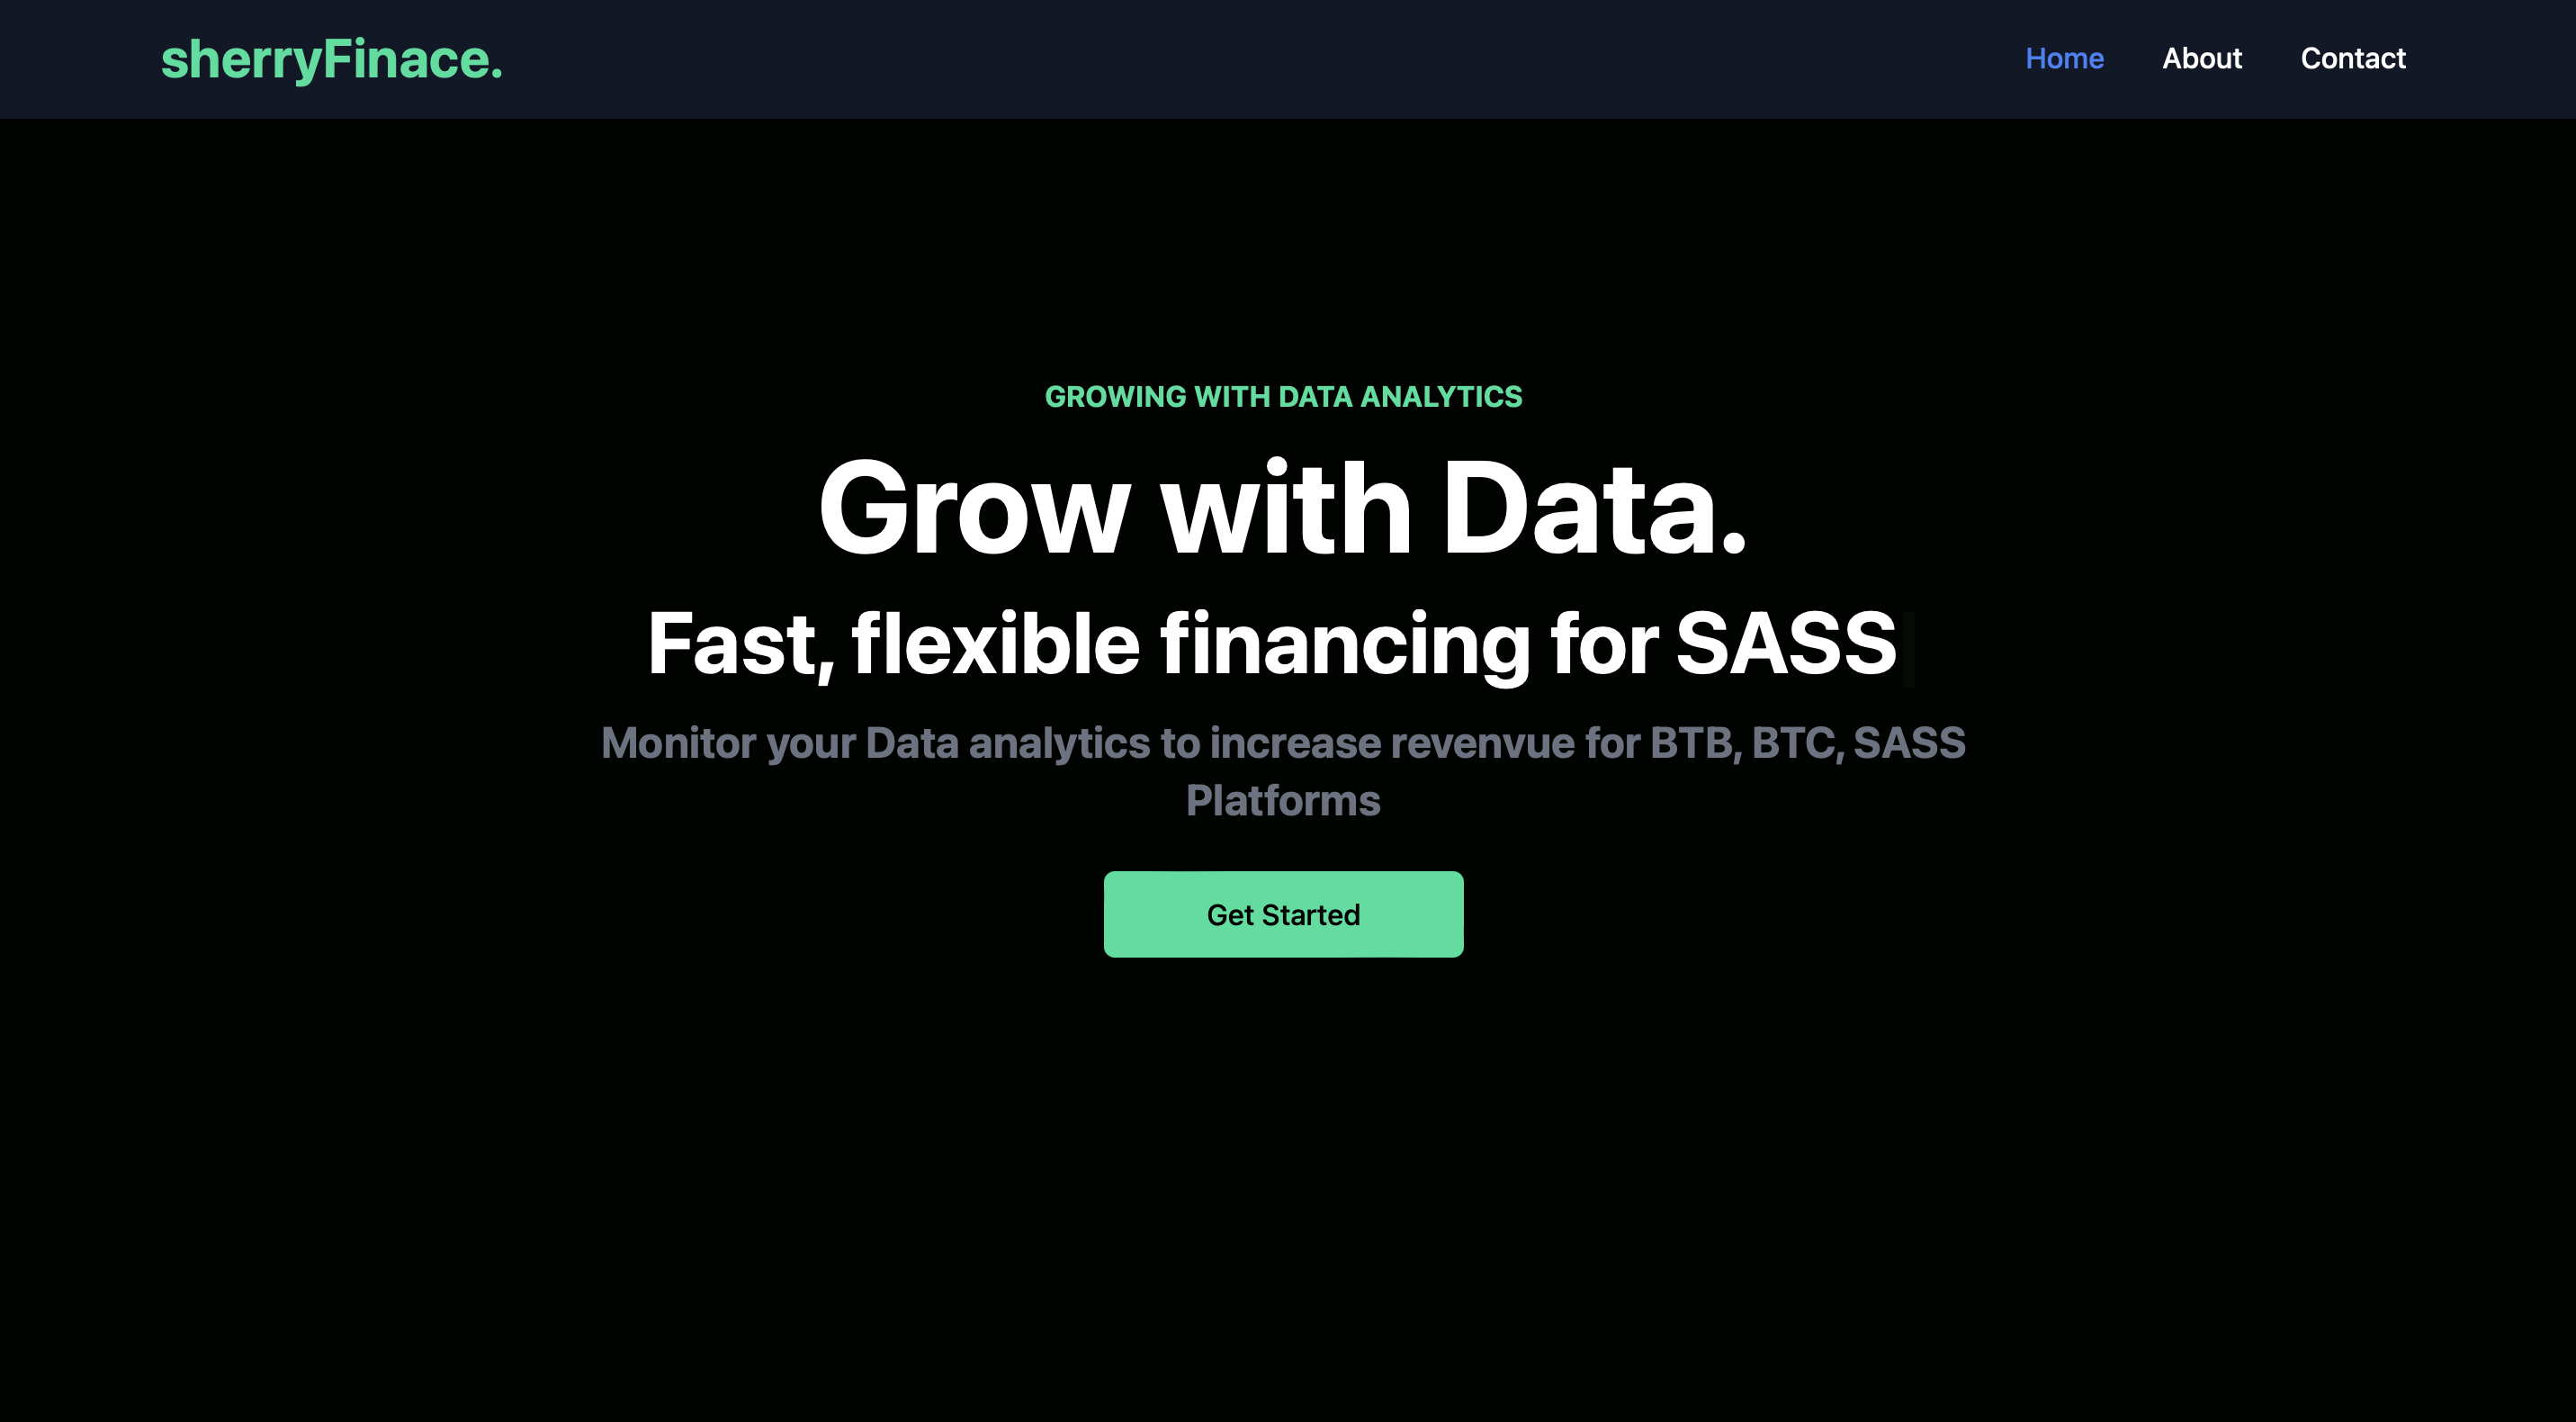 sherryFinace.
Home About Contact
GROWING WITH DATA ANALYTICS
Grow with Data.
Fast, flexible financing for SASS
Monitor your Data analytics to increase revenvue for BTB, BTC, SASS
Platforms
Get Started